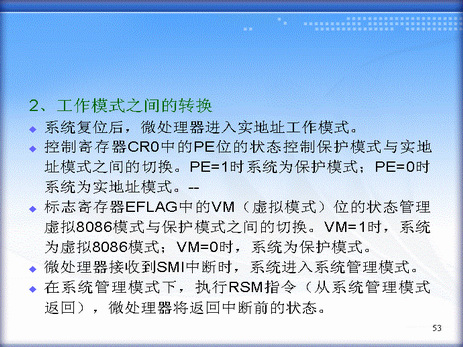 2、工作模式之间的转换
系统复位后，微处理器进入实地址工作模式。
控制寄存器CR0中的PE位的状态控制保护模式与实地
址模式之间的切换。PE=1时系统为保护模式；PE=0时
系统为实地址模式。--
标志寄存器EFLAG中的VM（虚拟模式）位的状态管理
虚拟8086模式与保护模式之间的切换。VM=1时，系统
为虚拟8086模式；VM=0时，系统为保护模式。
微处理器接收到SMI中断时，系统进入系统管理模式。
在系统管理模式下，执行RSM指令（从系统管理模式
返回），微处理器将返回中断前的状态。
53